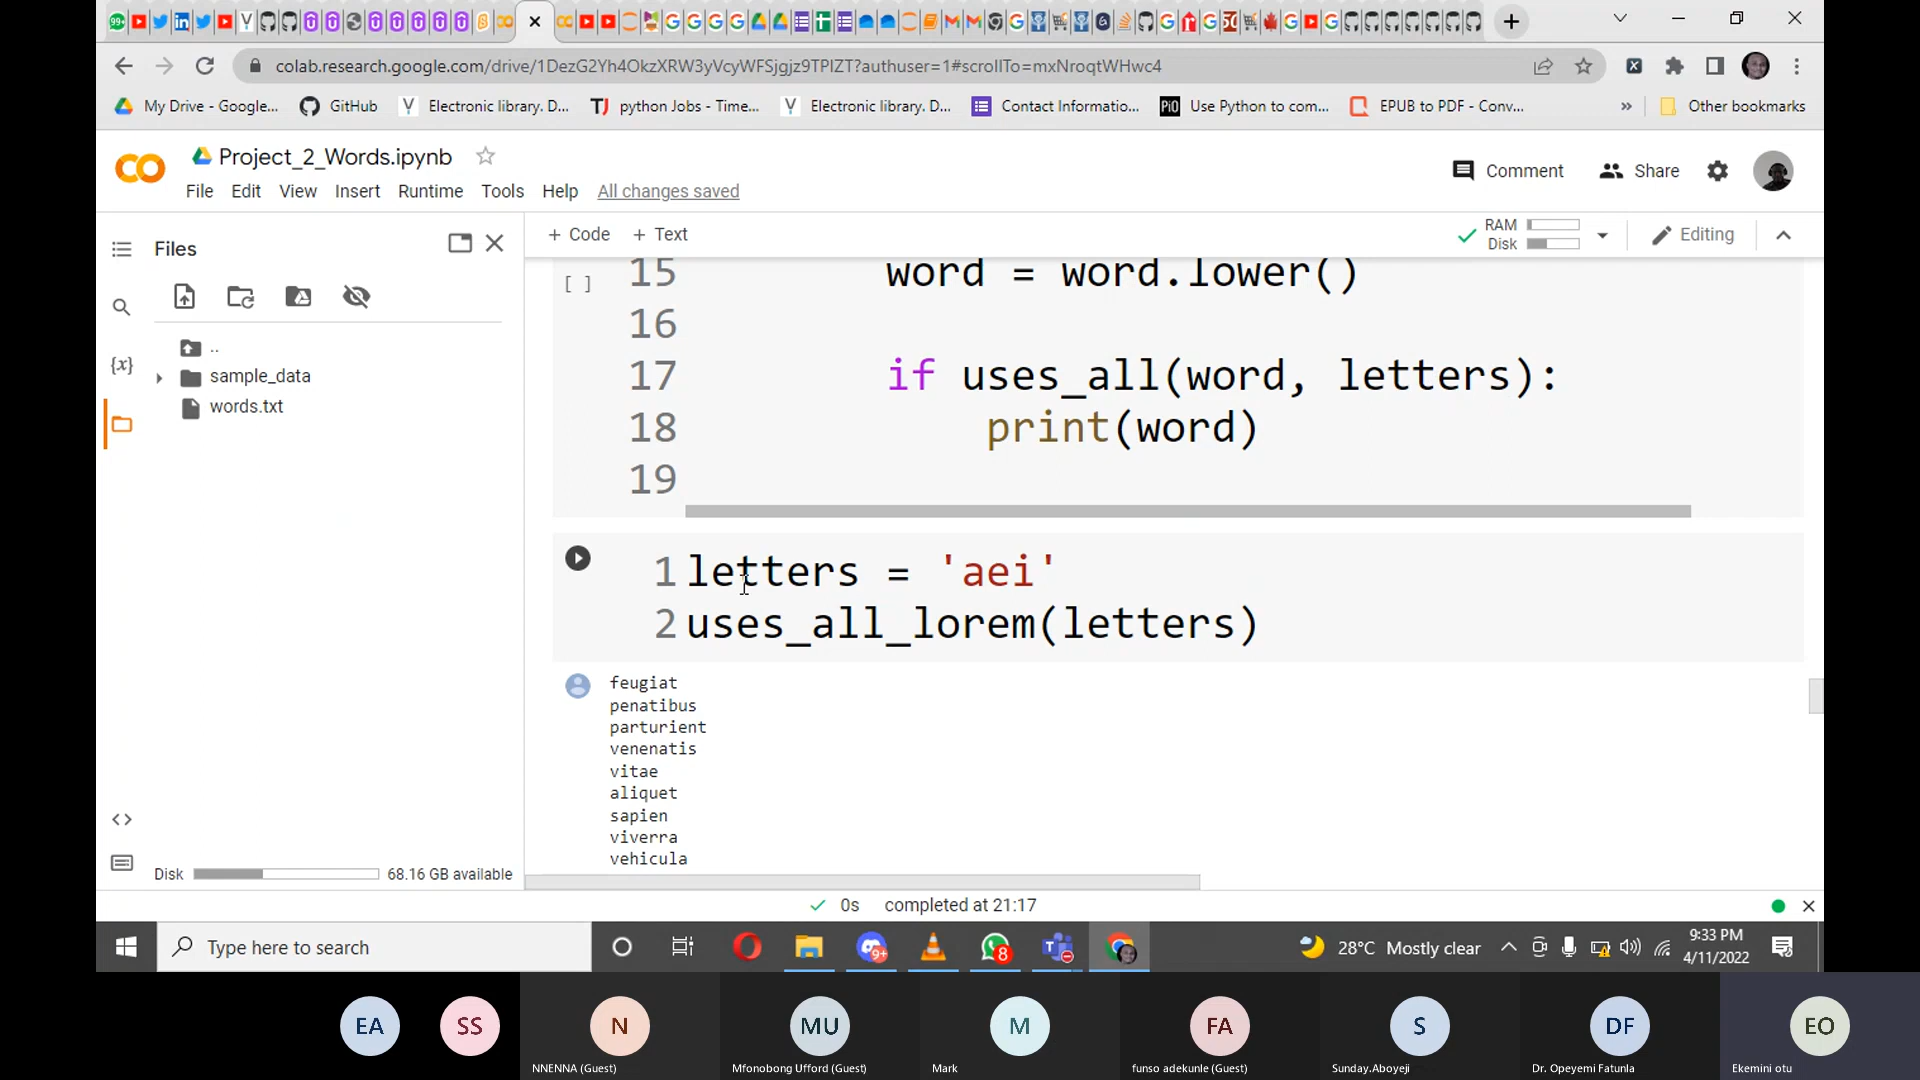 99+
colab.research.google.com/drive/1DezG2Yh4OkzXRW3yVcyWFSjgjz9TPIZT?authuser=1#scrollTo=mxNroqtWHwc4
My Drive - Google...
GitHub
Electronic library. D...
TJ
python Jobs - Time...
Electronic library. D...
Contact Informatio...
PiO
Use Python to com...
EPUB to PDF - Conv...
»
Other bookmarks
CO
Project_2_Words.ipynb
Comment
Share
File Edit View Insert Runtime Tools Help All changes saved
Files
+ Code + Text
RAM
Disk
Editing
..
sample_data
words.txt
{x}
<>
[ ] 15 word = word.lower()
16
17 if uses_all(word, letters):
18 print(word)
19
1 letters = 'aei'
2 uses_all_lorem(letters)
feugiat
penatibus
parturient
venenatis
vitae
aliquet
sapien
viverra
vehicula
Disk 68.16 GB available
0s completed at 21:17
Type here to search
9+
8
28°C Mostly clear
9:33 PM
4/11/2022
EA
SS
N
NNENNA (Guest)
MU
Mfonobong Ufford (Guest)
M
Mark
FA
funso adekunle (Guest)
S
Sunday.Aboyeji
DF
Dr. Opeyemi Fatunla
EO
Ekemini otu